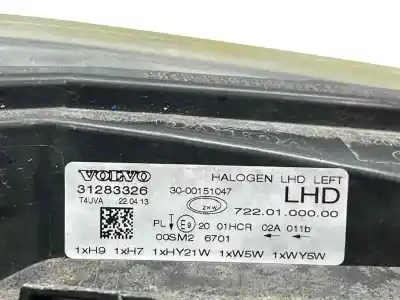 VOLVO
HALOGEN LHD LEFT
31283326
30-00151047
LHD
T4UVA 22.04.13
ZKW
722.01.000.00
PL E9 20 01HCR 02A 011b
00SM2 6701
1xH9 1xH7 1xHY21W 1xW5W 1xWY5W